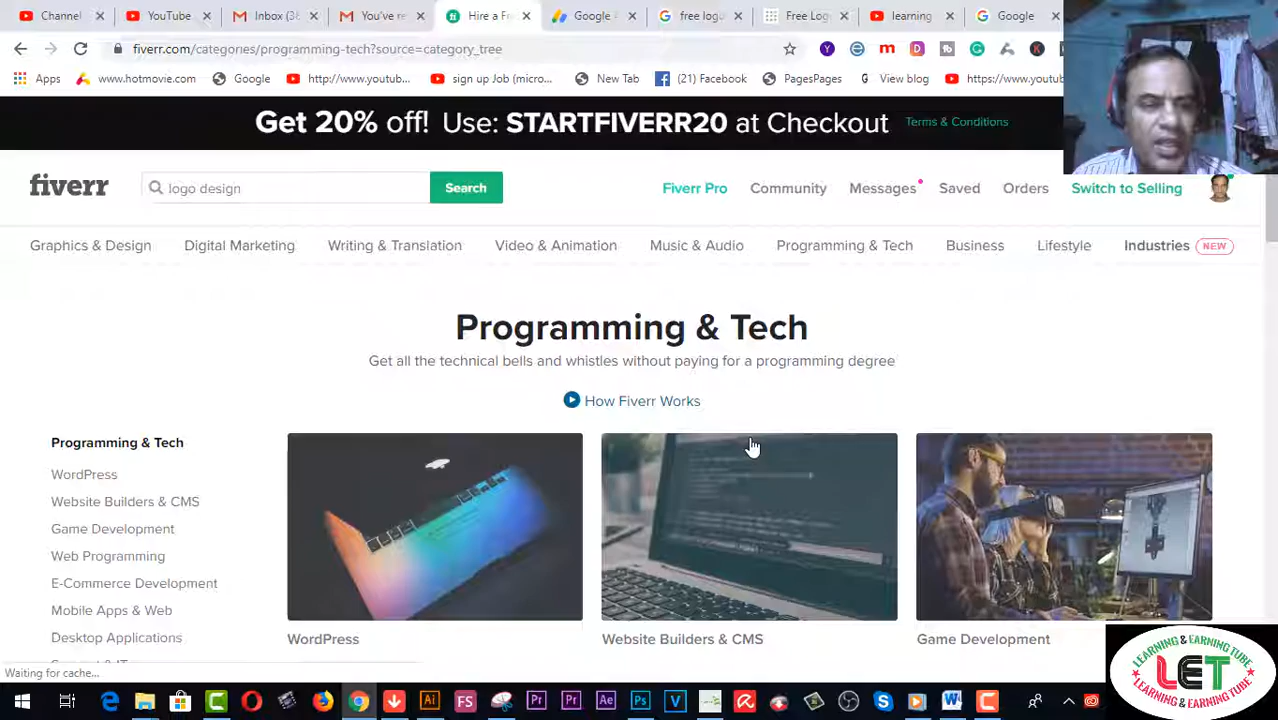 Channel
YouTube
Inbox (38
You've re
Hire a Fre
Google
free logo
Free Log
learning
Google
fiverr.com/categories/programming-tech?source=category_tree
Apps
www.hotmovie.com
Google
http://www.youtub...
sign up Job (micro...
New Tab
(21) Facebook
PagesPages
View blog
https://www.youtub
Get 20% off! Use: STARTFIVERR20 at Checkout
Terms & Conditions
fiverr
logo design
Search
Fiverr Pro
Community
Messages
Saved
Orders
Switch to Selling
Graphics & Design
Digital Marketing
Writing & Translation
Video & Animation
Music & Audio
Programming & Tech
Business
Lifestyle
Industries NEW
Programming & Tech
Get all the technical bells and whistles without paying for a programming degree
How Fiverr Works
Programming & Tech
WordPress
Website Builders & CMS
Game Development
Web Programming
E-Commerce Development
Mobile Apps & Web
Desktop Applications
WordPress
Website Builders & CMS
Game Development
Waiting for cache...
LEARNING & EARNING TUBE
LET
LEARNING & EARNING TUBE